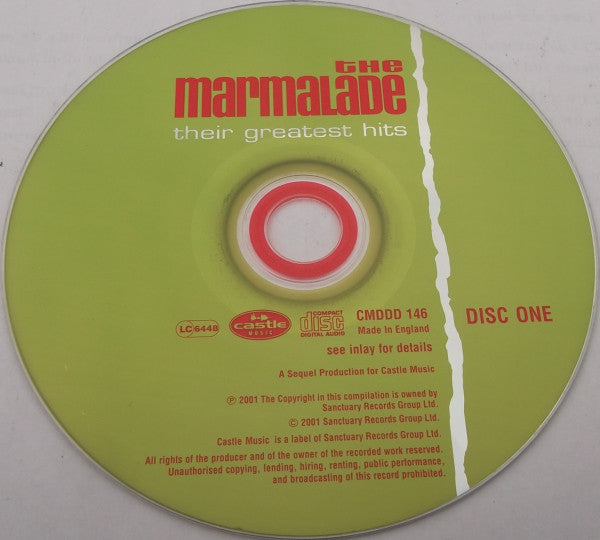 the
marmalade
their greatest hits
LC 6448
castle
MUSIC
COMPACT
disc
DIGITAL AUDIO
CMDDD 146
Made in England
DISC ONE
see inlay for details
A Sequel Production for Castle Music
℗ 2001 The Copyright in this compilation is owned by
Sanctuary Records Group Ltd.
© 2001 Sanctuary Records Group Ltd.
Castle Music is a label of Sanctuary Records Group Ltd.
All rights of the producer and of the owner of the recorded work reserved.
Unauthorised copying, lending, hiring, renting, public performance,
and broadcasting of this record prohibited.